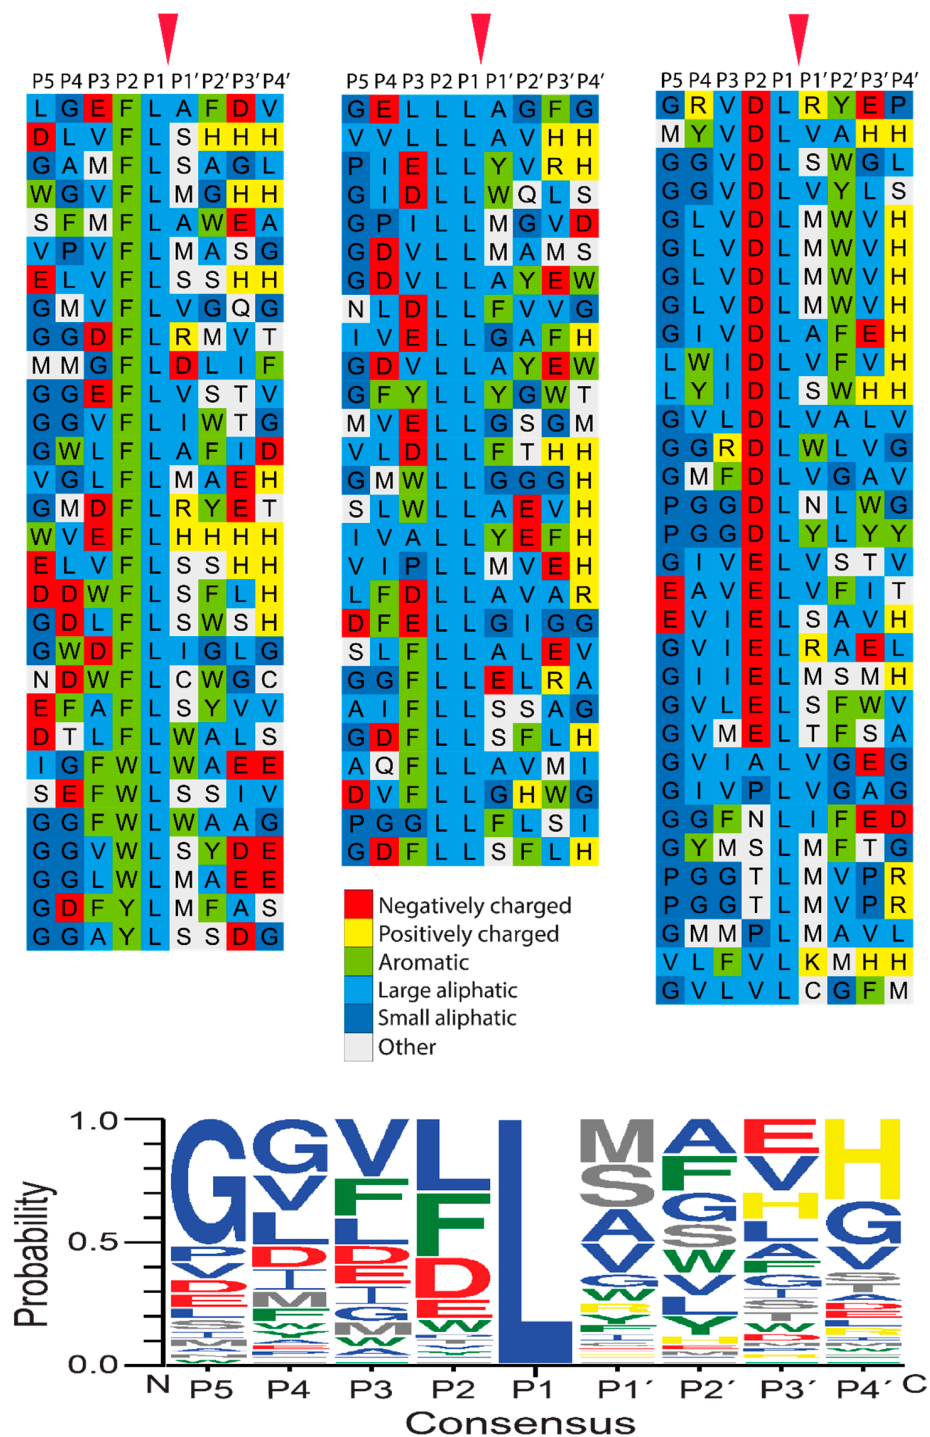 P5 P4 P3 P2 P1 P1′ P2′ P3′ P4′
L G E F L A F D V
D L V F L S H H H
G A M F L S A G L
W G V F L M G H H
S F M F L A W E A
V P V F L M A S G
E L V F L S S H H
G M V F L V G Q G
G G D F L R M V T
M M G F L D L I F
G G E F L V S T V
G G V F L I W T G
G W L F L A F I D
V G L F L M A E H
G M D F L R Y E T
W V E F L H H H H
E L V F L S S H H
D D W F L S F L H
G D L F L S W S H
G W D F L I G L G
N D W F L C W G C
E F A F L S Y V V
D T L F L W A L S
I G F W L W A E E
S E F W L S S I V
G G F W L W A A G
G G V W L S Y D E
G G L W L M A E E
G D F Y L M F A S
G G A Y L S S D G
P5 P4 P3 P2 P1 P1′ P2′ P3′ P4′
G E L L L A G F G
V V L L L A V H H
P I E L L Y V R H
G I D L L W Q L S
G P I L L M G V D
G D V L L M A M S
G D V L L A Y E W
N L D L L F V V G
I V E L L G A F H
G D V L L A Y E W
G F Y L L Y G W T
M V E L L G S G M
V L D L L F T H H
G M W L L G G G H
S L W L L A E V H
I V A L L Y E F H
V I P L L M V E H
L F D L L A V A R
D F E L L G I G G
S L F L L A L E V
G G F L L E L R A
A I F L L S S A G
G D F L L S F L H
A Q F L L A V M I
D V F L L G H W G
P G G L L F L S I
G D F L L S F L H
P5 P4 P3 P2 P1 P1′ P2′ P3′ P4′
G R V D L R Y E P
M Y V D L V A H H
G G V D L S W G L
G G V D L V Y L S
G L V D L M W V H
G L V D L M W V H
G L V D L M W V H
G L V D L M W V H
G I V D L A F E H
L W I D L V F V H
L Y I D L S W H H
G V L D L V A L V
G G R D L W L V G
G M F D L V G A V
P G G D L N L W G
P G G D L Y L Y Y
G I V E L V S T V
E A V E L V F I T
E V I E L S A V H
G V I E L R A E L
G I I E L M S M H
G V L E L S F W V
G V M E L T F S A
G V I A L V G E G
G I V P L V G A G
G G F N L I F E D
G Y M S L M F T G
P G G T L M V P R
P G G T L M V P R
G M M P L M A V L
V L F V L K M H H
G V L V L C G F M
Negatively charged
Positively charged
Aromatic
Large aliphatic
Small aliphatic
Other
Probability
1.0
0.5
0.0
G G V L L M A E H
N P5 P4 P3 P2 P1 P1′ P2′ P3′ P4′ C
Consensus